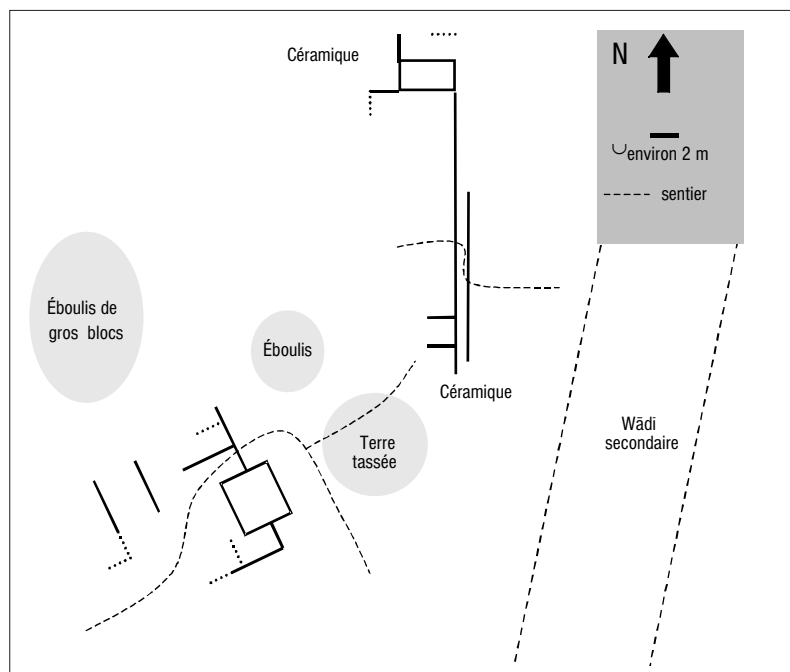 Céramique
N
environ 2 m
sentier
Éboulis de
gros blocs
Éboulis
Céramique
Terre
tassée
Wādi
secondaire